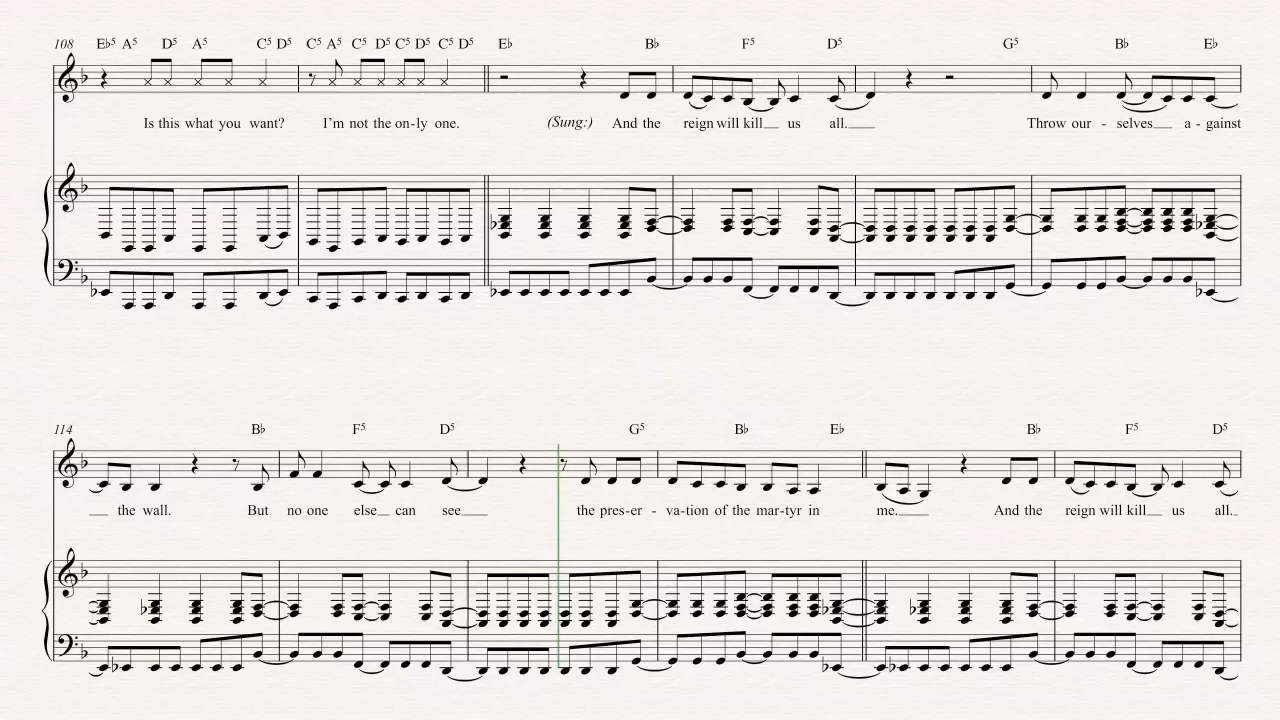 108 E♭5 A5 D5 A5 C5 D5 C5 A5 C5 D5 C5 D5 C5 D5 E♭ B♭ F5 D5 G5 B♭ E♭
Is this what you want? I'm not the on-ly one. (Sung:) And the reign will kill us all. Throw our - selves a - gainst
114 B♭ F5 D5 G5 B♭ E♭ B♭ F5 D5
the wall. But no one else can see the pres-er - va-tion of the mar-tyr in me. And the reign will kill us all.